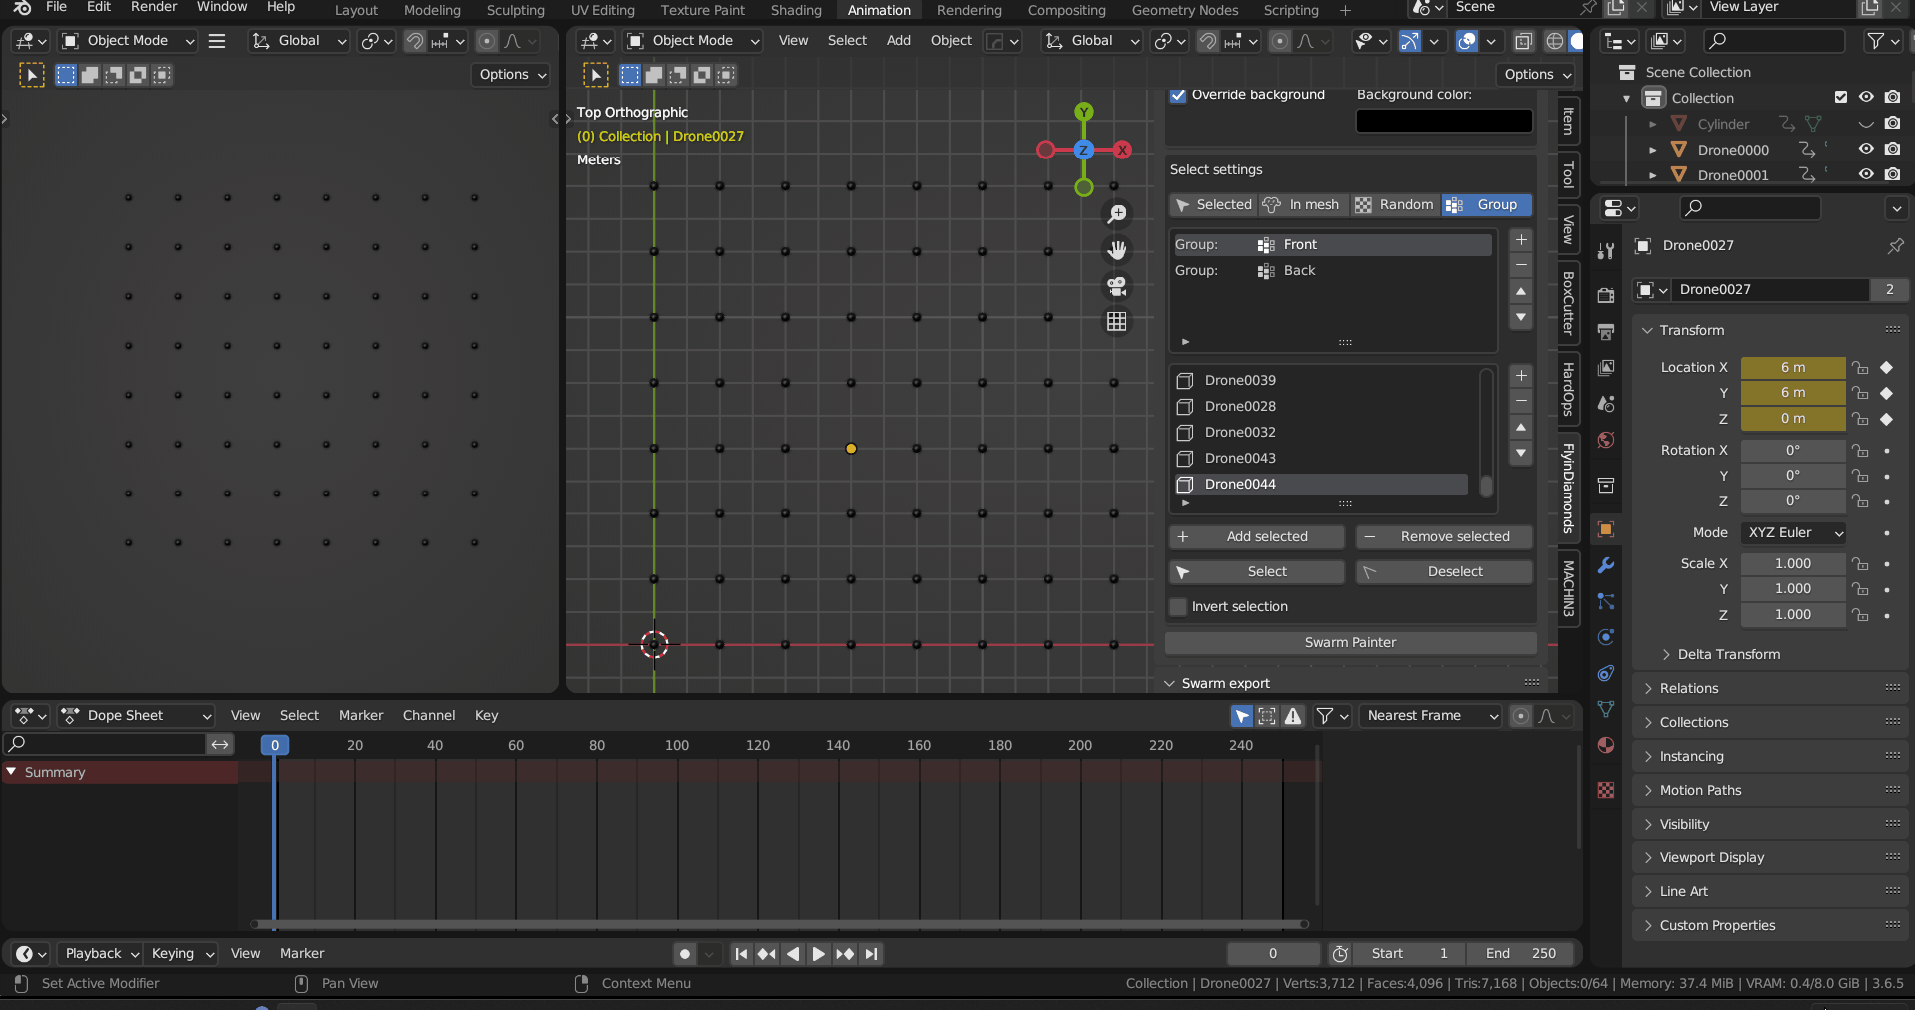 File Edit Render Window Help Layout Modeling Sculpting UV Editing Texture Paint Shading Animation Rendering Compositing Geometry Nodes Scripting + Scene View Layer
Object Mode Global
Options
Object Mode View Select Add Object Global
Options
Top Orthographic
(0) Collection | Drone0027
Meters
Y
X
Z
Override background Background color:
Select settings
Selected In mesh Random Group
Group: Front
Group: Back
Drone0039
Drone0028
Drone0032
Drone0043
Drone0044
Add selected Remove selected
Select Deselect
Invert selection
Swarm Painter
Swarm export
Item
Tool
View
BoxCutter
HardOps
FlyinDiamonds
MACHIN3
Scene Collection
Collection
Cylinder
Drone0000
Drone0001
Drone0027
Drone0027 2
Transform
Location X 6 m
Y 6 m
Z 0 m
Rotation X 0°
Y 0°
Z 0°
Mode XYZ Euler
Scale X 1.000
Y 1.000
Z 1.000
Delta Transform
Relations
Collections
Instancing
Motion Paths
Visibility
Viewport Display
Line Art
Custom Properties
Dope Sheet View Select Marker Channel Key Nearest Frame
0 20 40 60 80 100 120 140 160 180 200 220 240
Summary
Playback Keying View Marker 0 Start 1 End 250
Set Active Modifier Pan View Context Menu Collection | Drone0027 | Verts:3,712 | Faces:4,096 | Tris:7,168 | Objects:0/64 | Memory: 37.4 MiB | VRAM: 0.4/8.0 GiB | 3.6.5